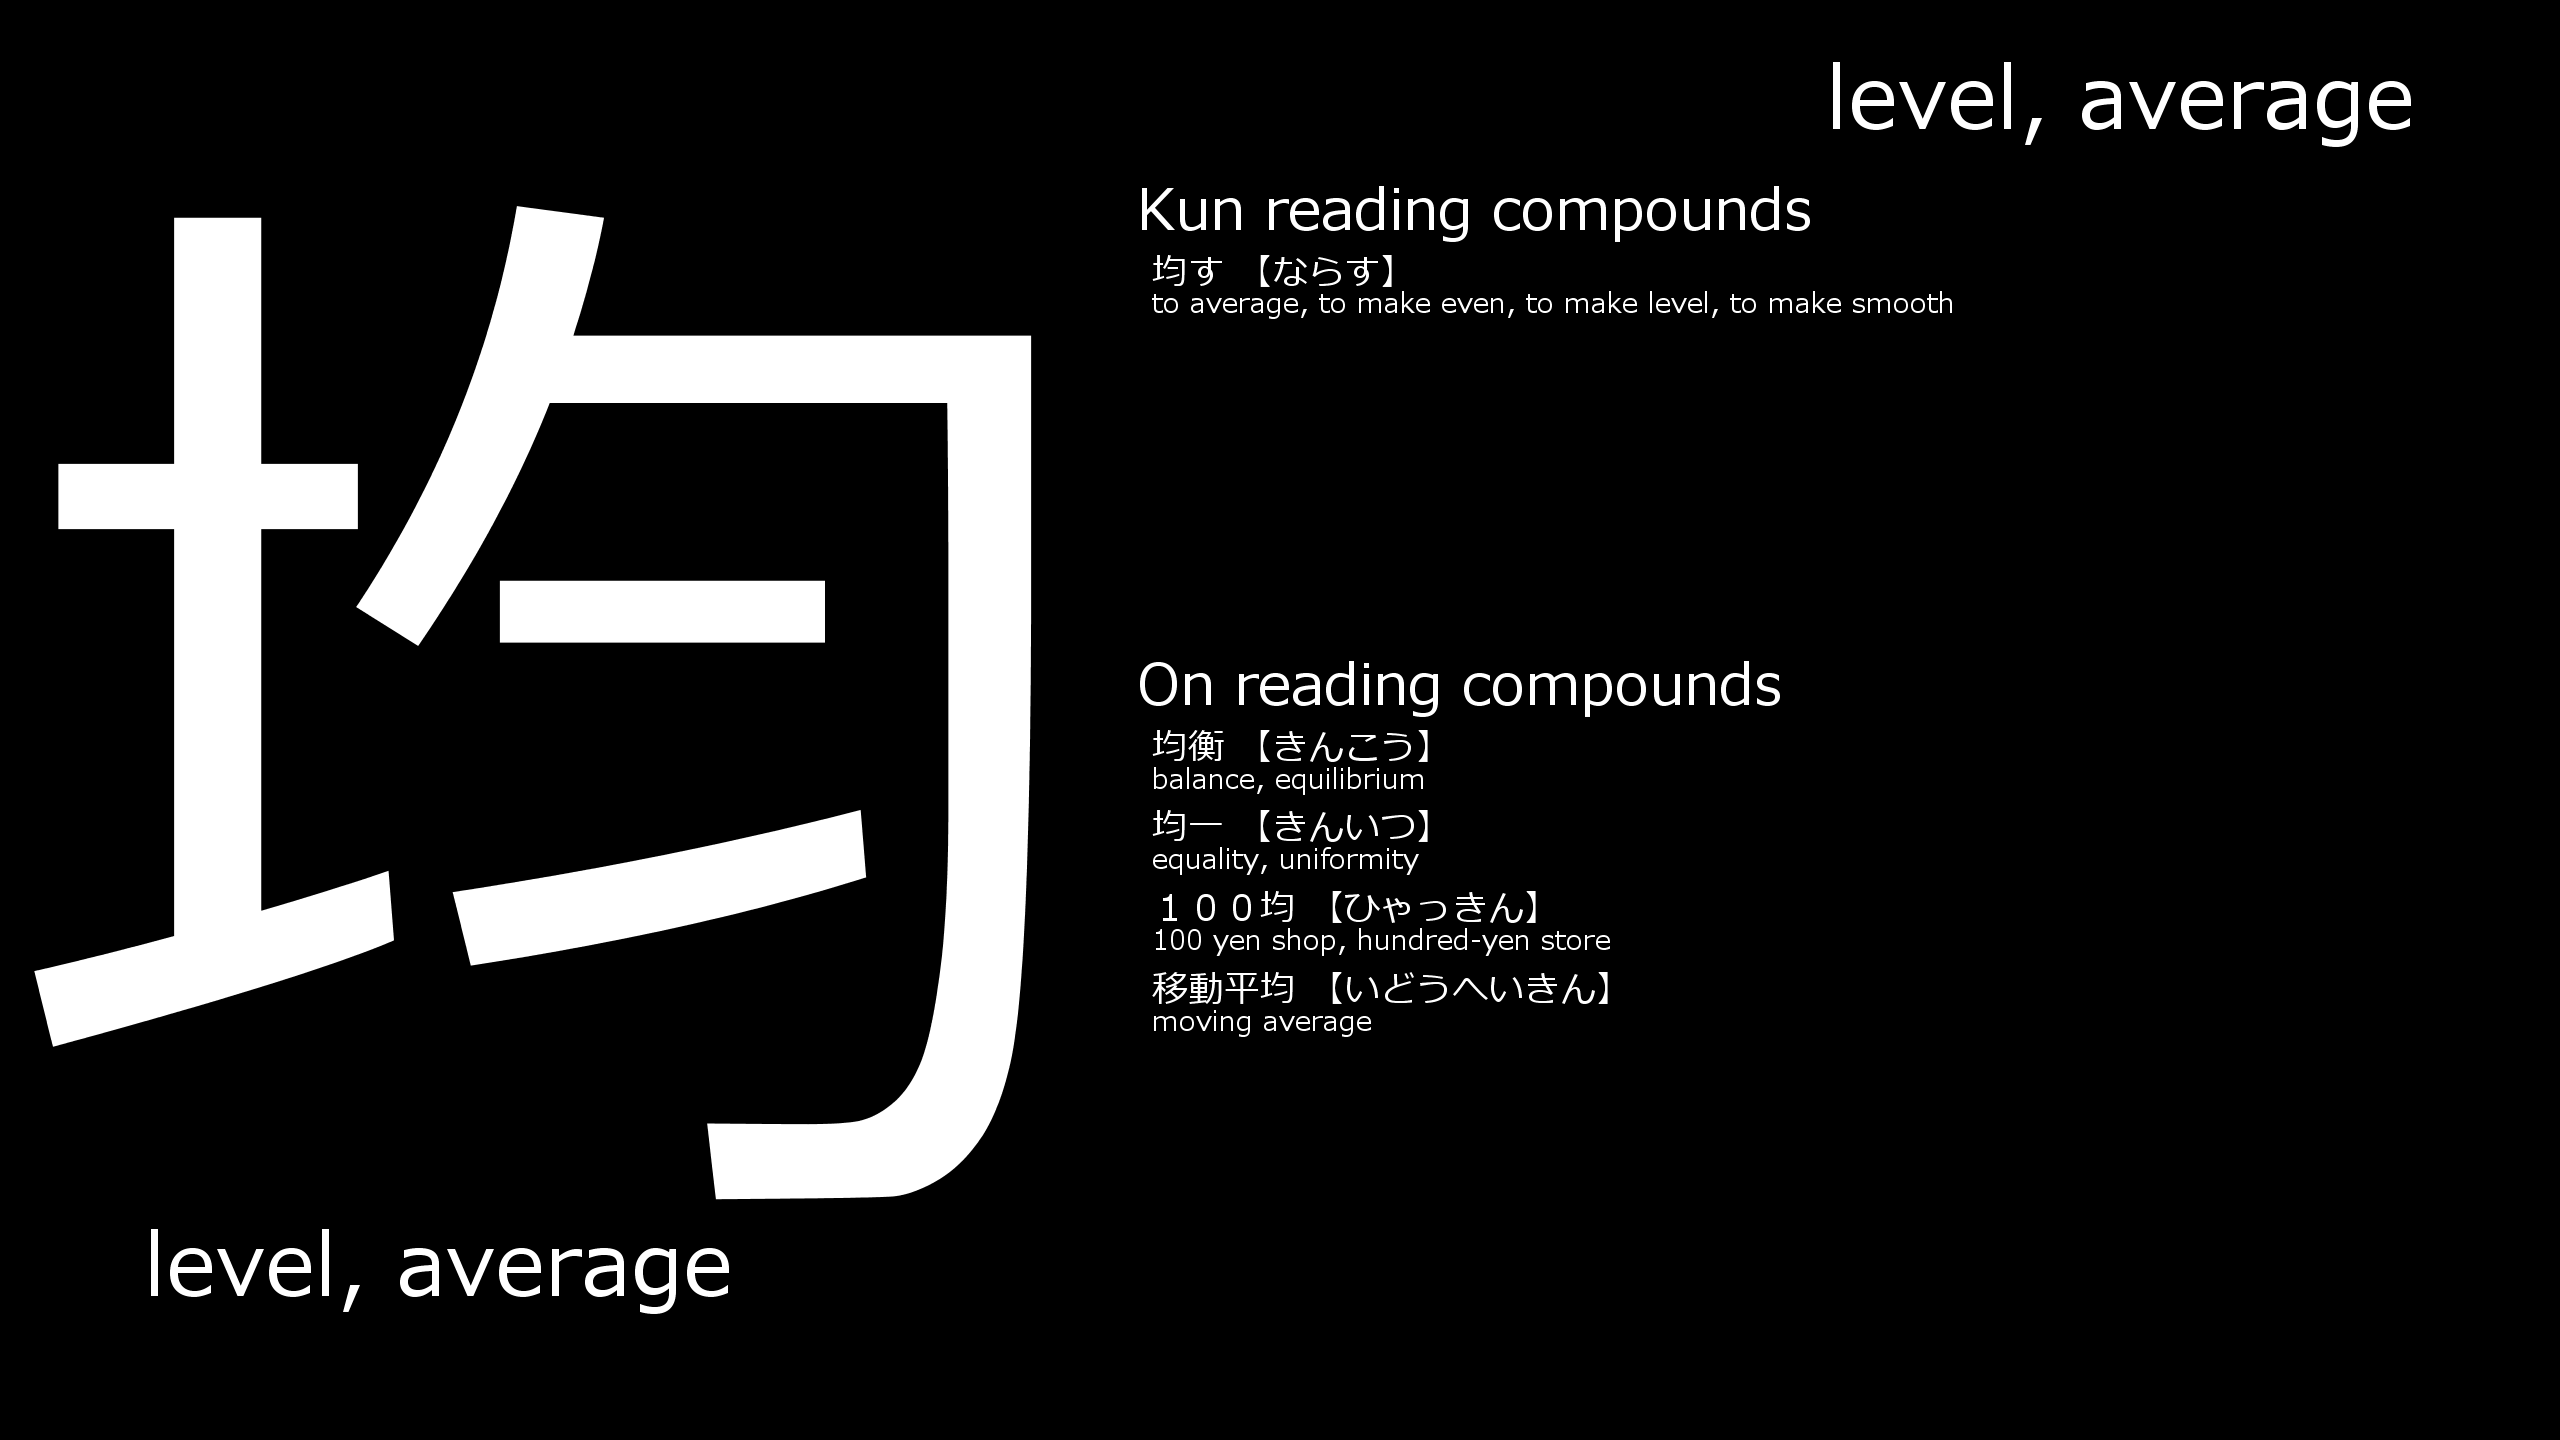 level, average
均
level, average
Kun reading compounds
均す 【ならす】
to average, to make even, to make level, to make smooth
On reading compounds
均衡 【きんこう】
balance, equilibrium
均一 【きんいつ】
equality, uniformity
１００均 【ひゃっきん】
100 yen shop, hundred-yen store
移動平均 【いどうへいきん】
moving average